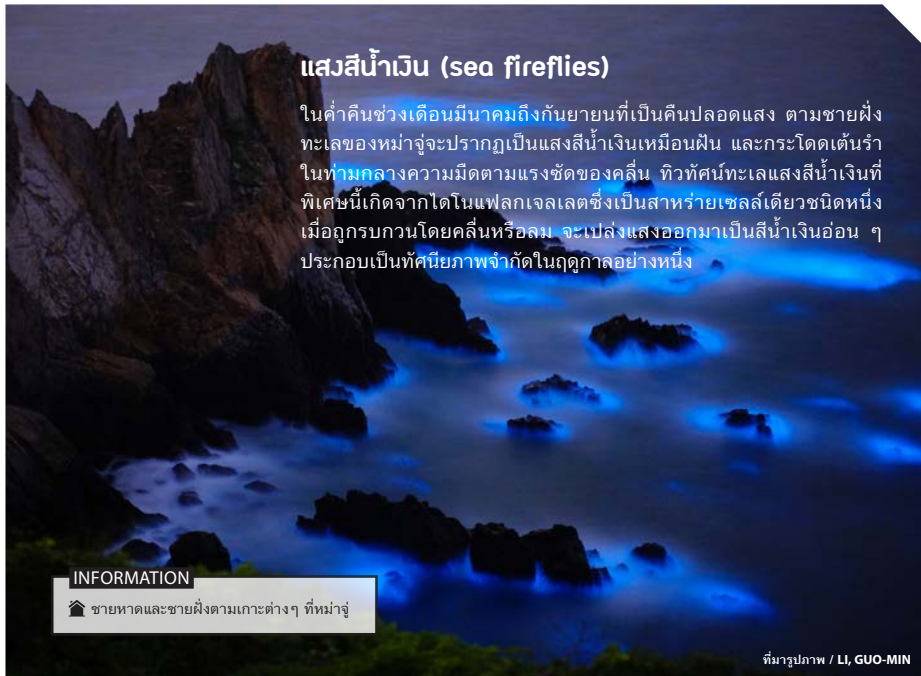 แสงสีน้ำเงิน (sea fireflies)
ในค่ำคืนช่วงเดือนมีนาคมถึงกันยายนที่เป็นคืนปลอดแสง ตามชายฝั่ง
ทะเลของหม่าจู่จะปรากฏเป็นแสงสีน้ำเงินเหมือนฝัน และกระโดดเต้นรำ
ในท่ามกลางความมืดตามแรงซัดของคลื่น ทิวทัศน์ทะเลแสงสีน้ำเงินที่
พิเศษนี้เกิดจากไดโนแฟลกเจลเลตซึ่งเป็นสาหร่ายเซลล์เดียวชนิดหนึ่ง
เมื่อถูกรบกวนโดยคลื่นหรือลม จะเปล่งแสงออกมาเป็นสีน้ำเงินอ่อน ๆ
ประกอบเป็นทัศนียภาพจำกัดในฤดูกาลอย่างหนึ่ง
INFORMATION
ชายหาดและชายฝั่งตามเกาะต่างๆ ที่หม่าจู่
ที่มารูปภาพ / LI, GUO-MIN